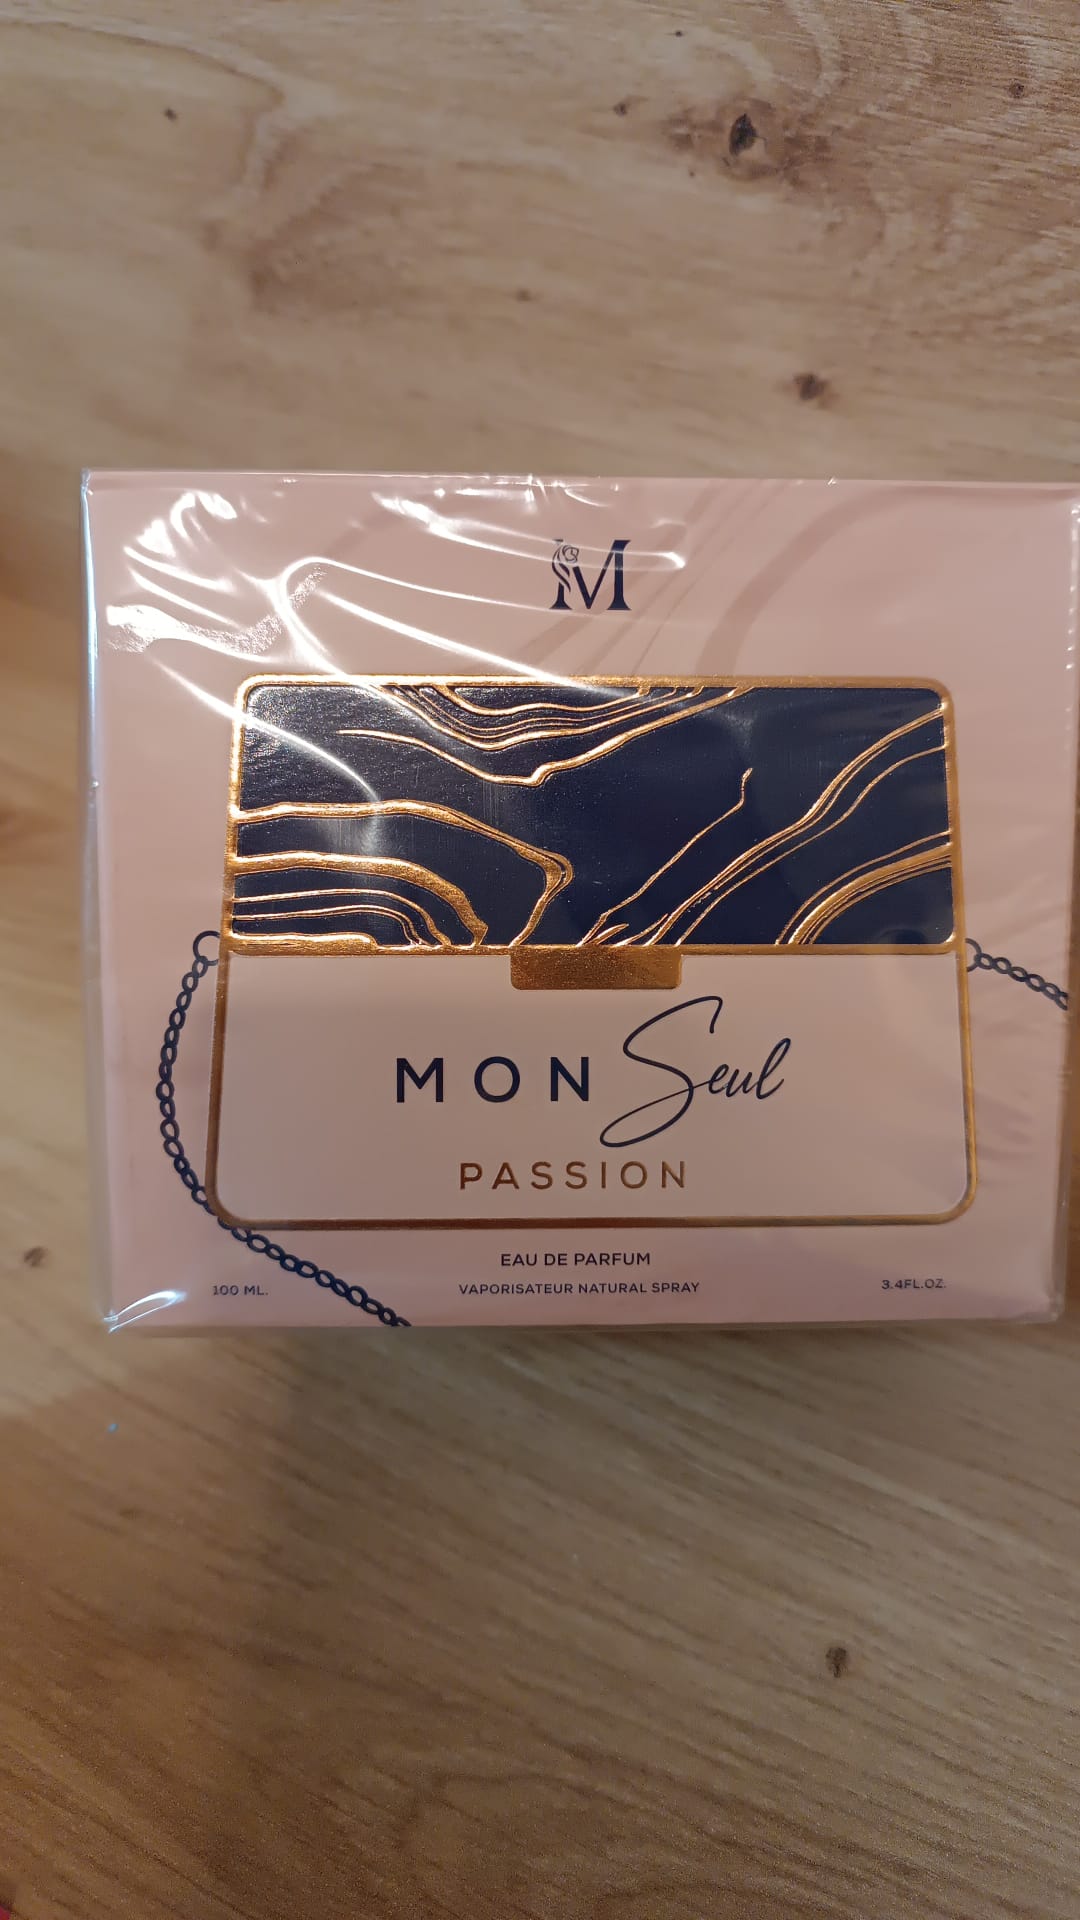 M
MON Seul
PASSION
EAU DE PARFUM
100 ML. VAPORISATEUR NATURAL SPRAY 3.4FL.OZ.